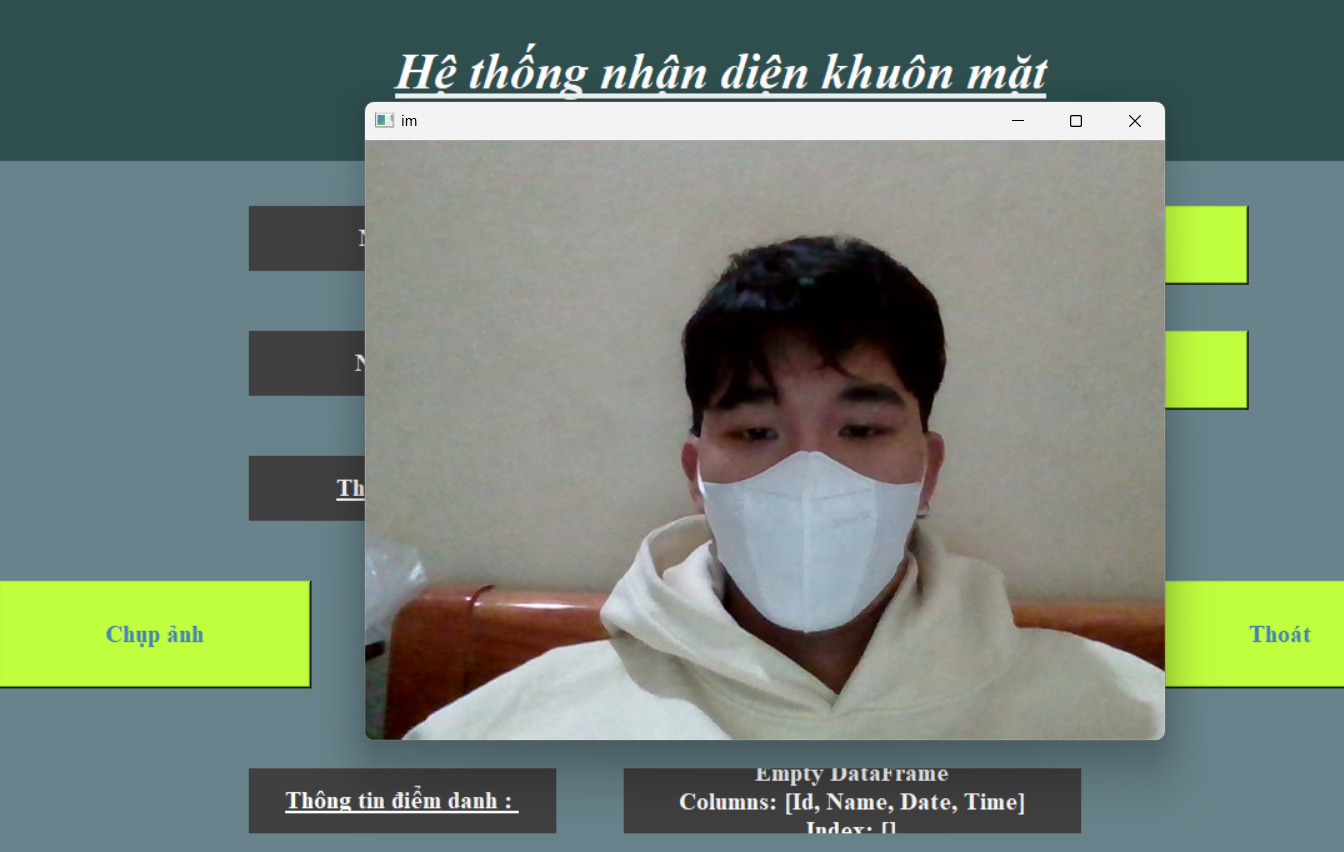 Hệ thống nhận diện khuôn mặt
im
Chụp ảnh
Thoát
Thông tin điểm danh :
Empty DataFrame
Columns: [Id, Name, Date, Time]
Index: []